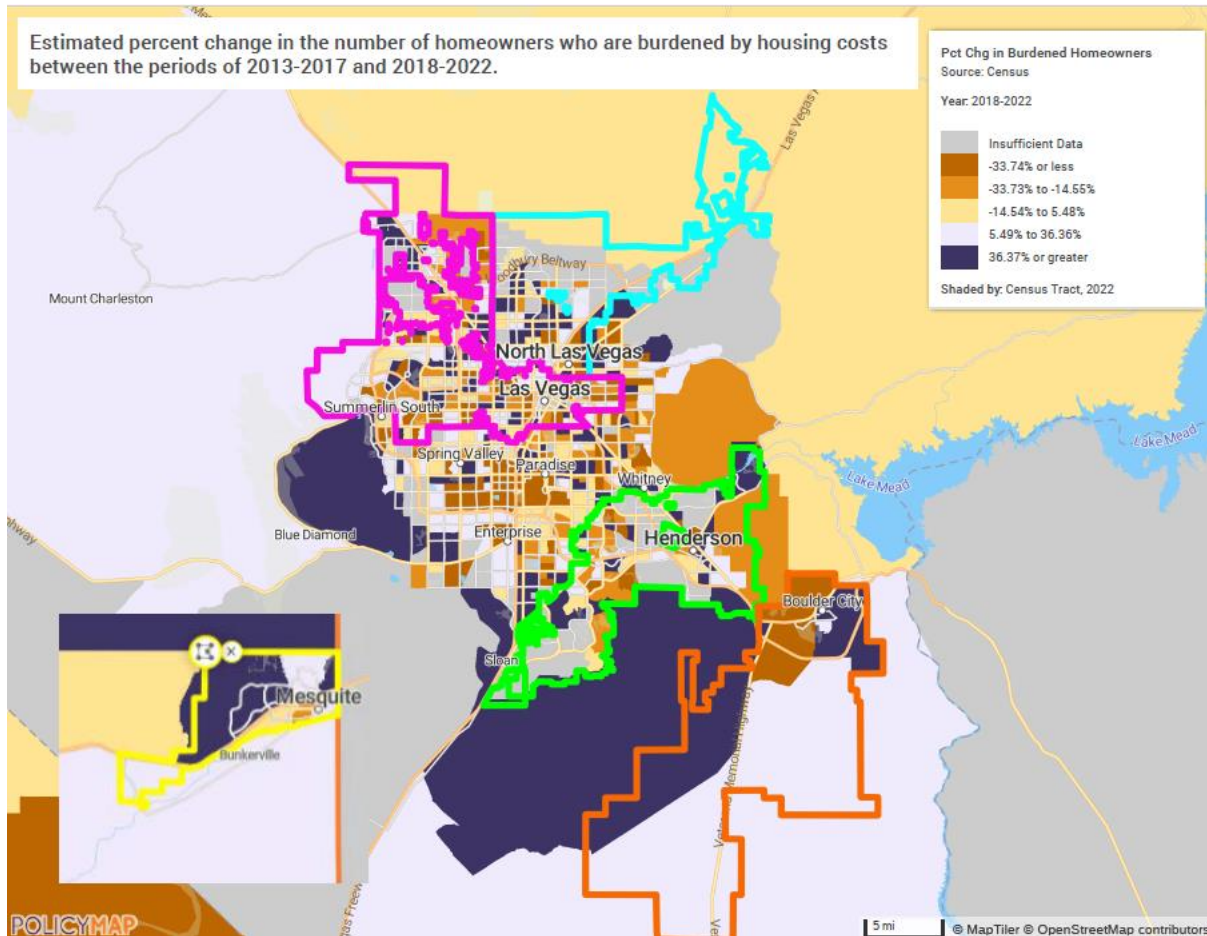 Estimated percent change in the number of homeowners who are burdened by housing costs
between the periods of 2013-2017 and 2018-2022.
Pct Chg in Burdened Homeowners
Source: Census
Year: 2018-2022
Insufficient Data
-33.74% or less
-33.73% to -14.55%
-14.54% to 5.48%
5.49% to 36.36%
36.37% or greater
Shaded by: Census Tract, 2022
Las Vegas
Mount Charleston
Beltway
North Las Vegas
Las Vegas
Summerlin South
Spring Valley
Paradise
Whitney
Lake Mead
Lake Mead
Blue Diamond
Enterprise
Henderson
Boulder City
Sloan
Mesquite
Bunkerville
Memorial Highway
POLICYMAP
5 mi
© MapTiler © OpenStreetMap contributors